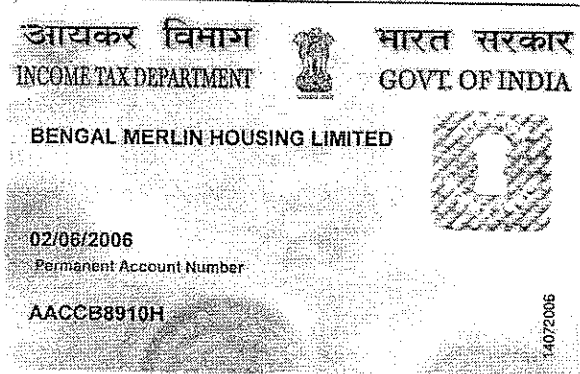 आयकर विभाग
भारत सरकार
INCOME TAX DEPARTMENT
GOVT. OF INDIA
BENGAL MERLIN HOUSING LIMITED
02/06/2006
Permanent Account Number
AACCB8910H
14072006